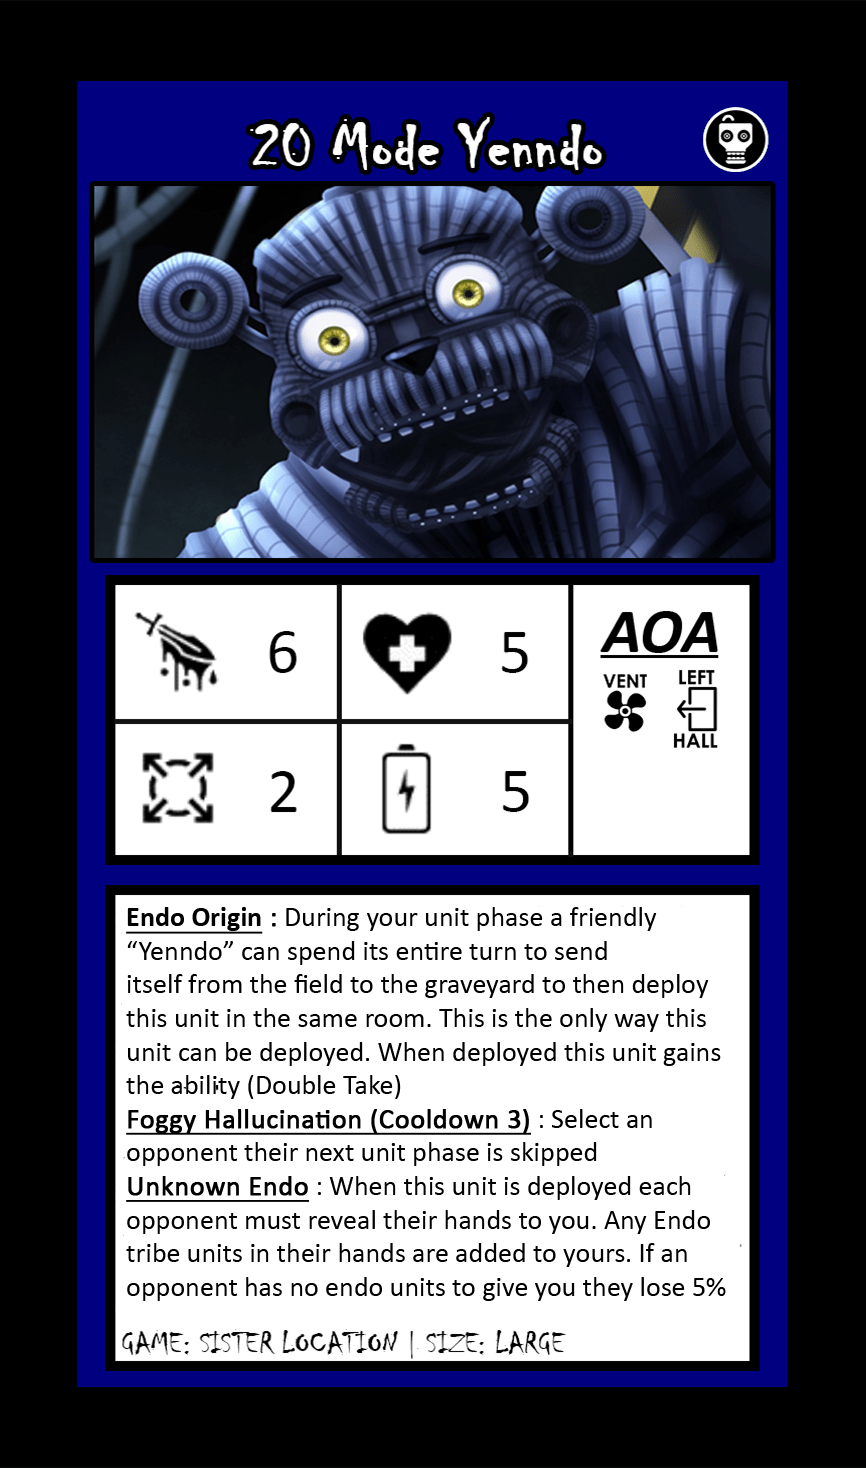 20 Mode Yenndo
6
5
AOA
VENT
LEFT
HALL
2
5
Endo Origin : During your unit phase a friendly
“Yenndo” can spend its entire turn to send
itself from the field to the graveyard to then deploy
this unit in the same room. This is the only way this
unit can be deployed. When deployed this unit gains
the ability (Double Take)
Foggy Hallucination (Cooldown 3) : Select an
opponent their next unit phase is skipped
Unknown Endo : When this unit is deployed each
opponent must reveal their hands to you. Any Endo
tribe units in their hands are added to yours. If an
opponent has no endo units to give you they lose 5%
GAME: SISTER LOCATION | SIZE: LARGE